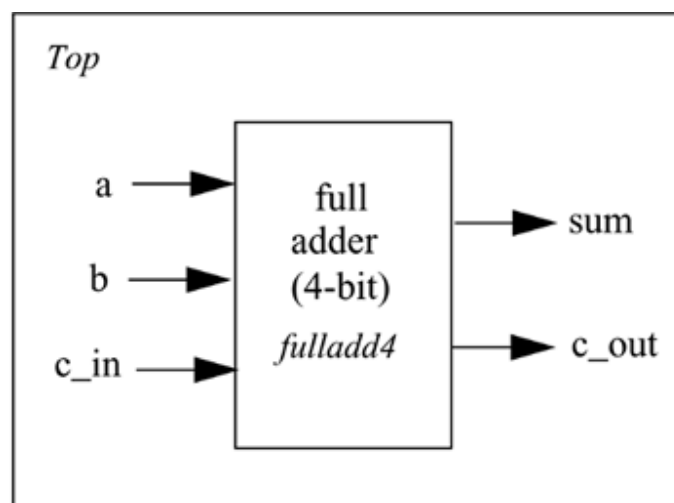 Top
a
b
c_in
full
adder
(4-bit)
fulladd4
sum
c_out